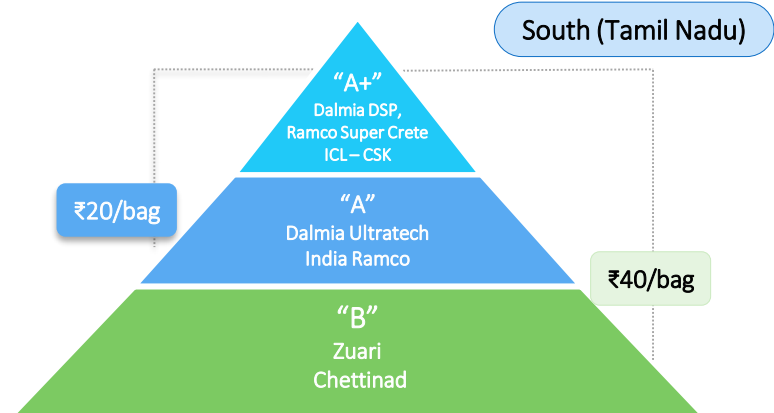 South (Tamil Nadu)
“A+”
Dalmia DSP,
Ramco Super Crete
ICL – CSK
₹20/bag
“A”
Dalmia Ultratech
India Ramco
₹40/bag
“B”
Zuari
Chettinad